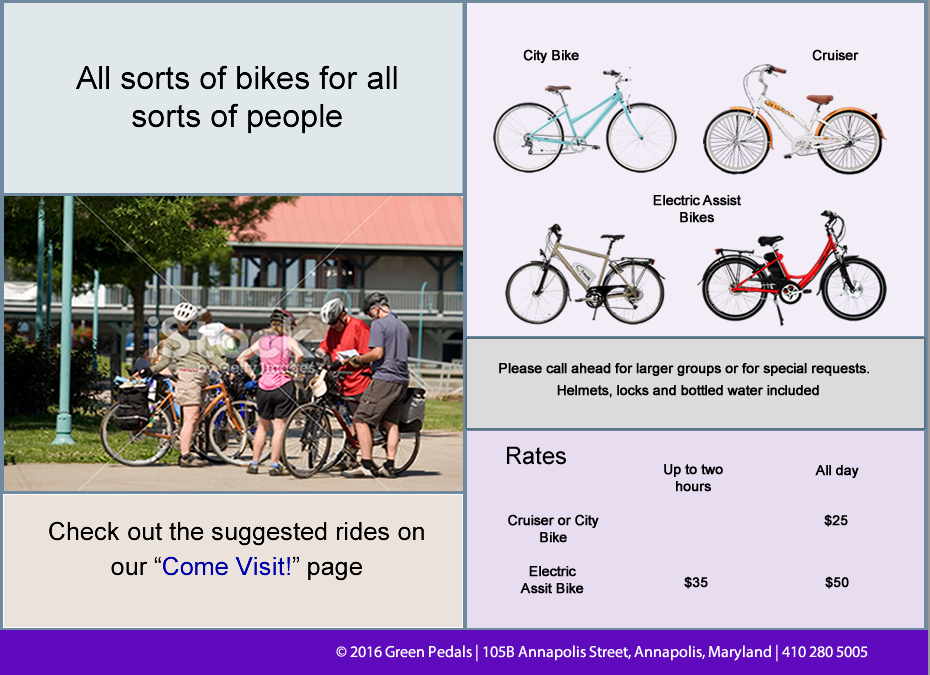 All sorts of bikes for all
sorts of people
City Bike
Cruiser
Electric Assist
Bikes
iStock
by Getty Images
Please call ahead for larger groups or for special requests.
Helmets, locks and bottled water included
Rates
Up to two
hours
All day
Cruiser or City
Bike
$25
Electric
Assit Bike
$35
$50
Check out the suggested rides on
our “Come Visit!” page
© 2016 Green Pedals | 105B Annapolis Street, Annapolis, Maryland | 410 280 5005